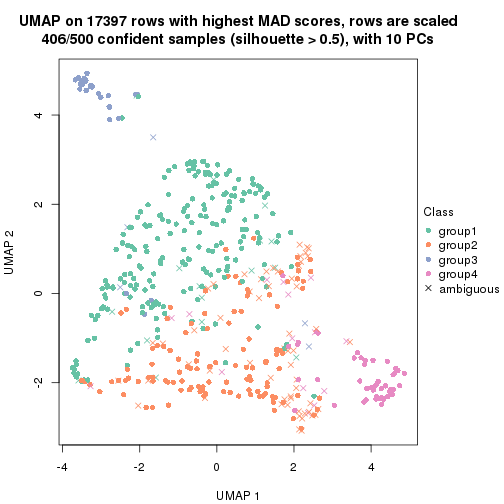 UMAP on 17397 rows with highest MAD scores, rows are scaled
406/500 confident samples (silhouette > 0.5), with 10 PCs
4
2
0
-2
UMAP 2
-4
-2
0
2
4
UMAP 1
Class
group1
group2
group3
group4
ambiguous